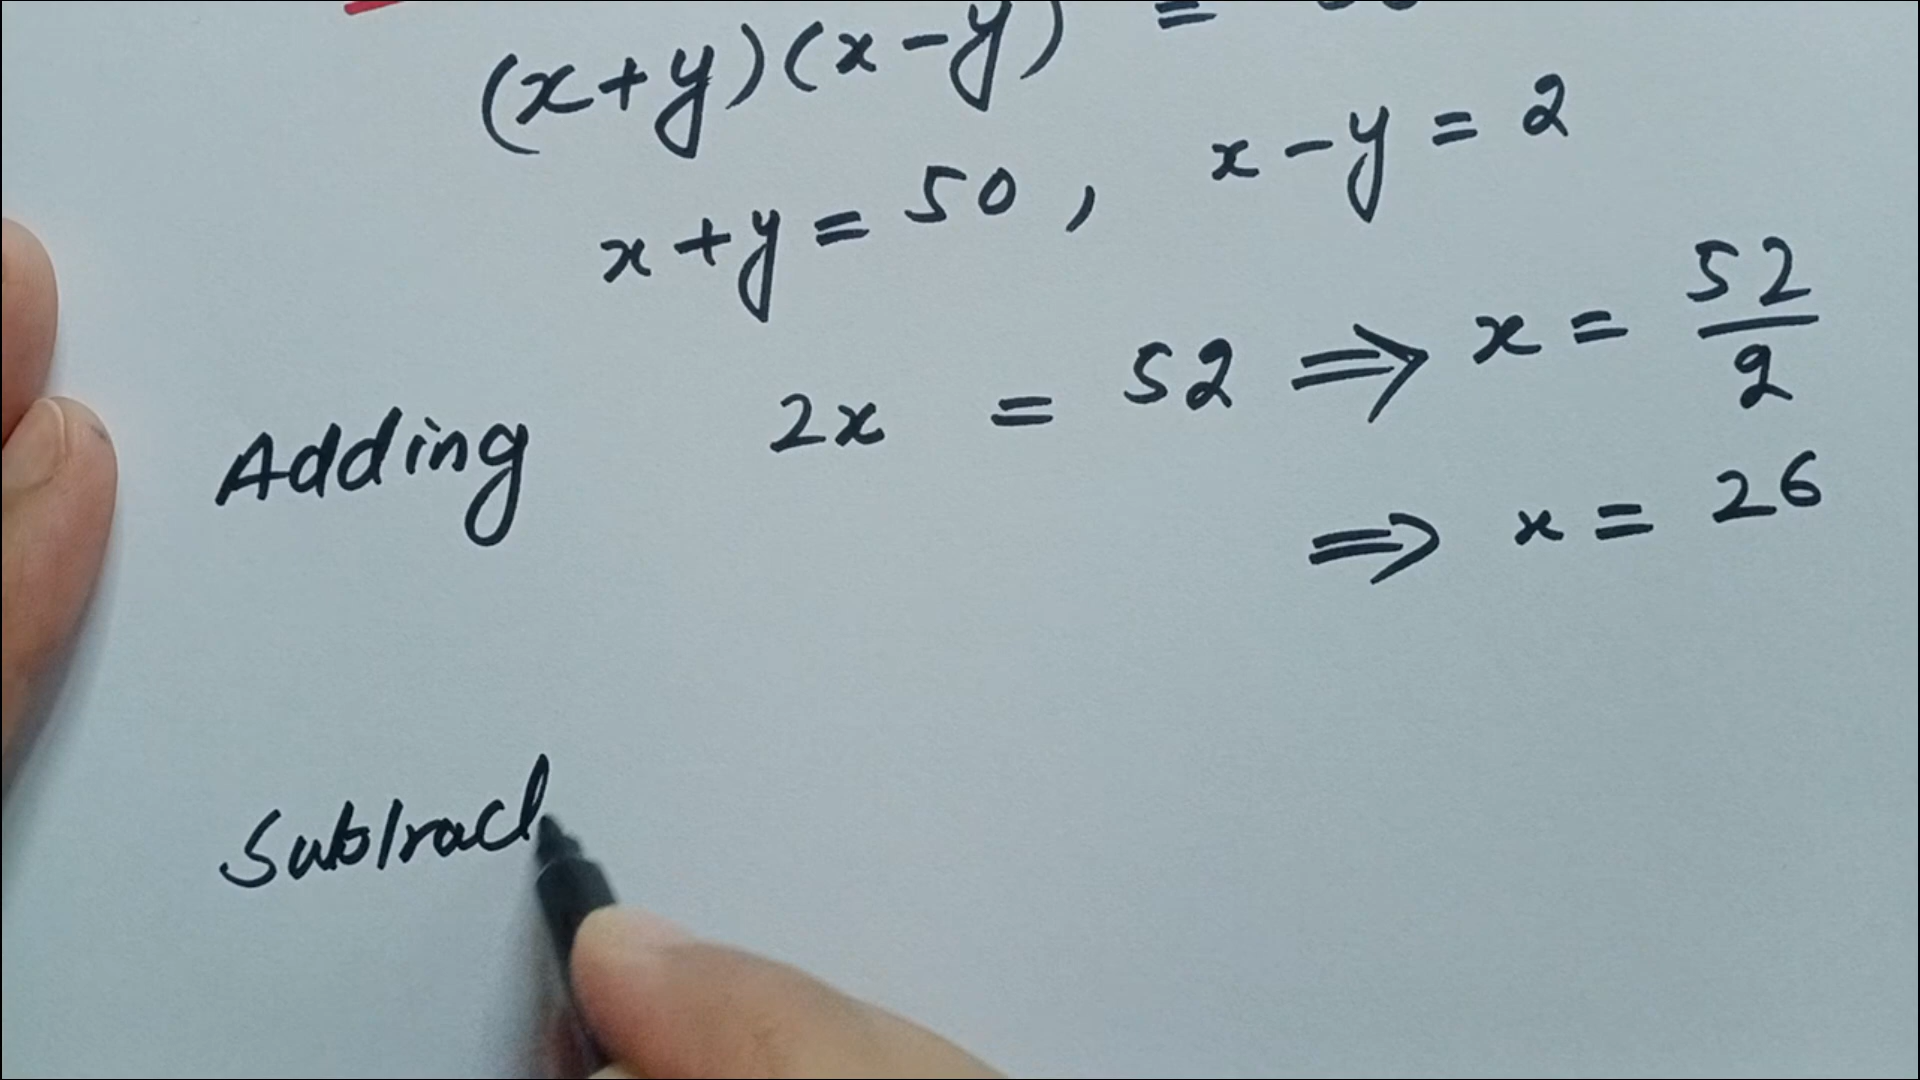 (x+y)(x-y) =
x+y = 50, x-y = 2
Adding 2x = 52 ⇒ x = 52/2
⇒ x = 26
Subtract